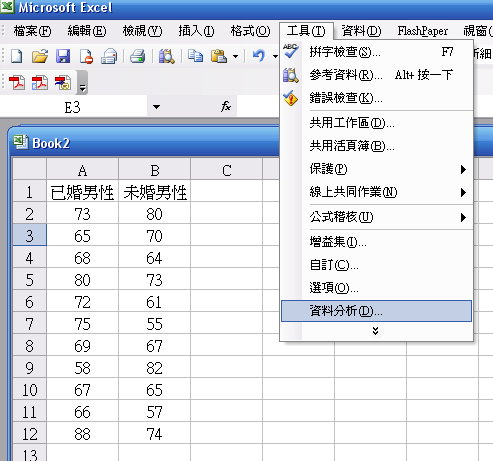 Microsoft Excel
檔案(F) 編輯(E) 檢視(V) 插入(I) 格式(O) 工具(T) 資料(D) FlashPaper 視窗
拼字檢查(S)... F7
參考資料(R)... Alt+按一下
錯誤檢查(K)...
共用工作區(D)...
共用活頁簿(B)...
保護(P)
線上共同作業(N)
公式稽核(U)
增益集(I)...
自訂(C)...
選項(O)...
資料分析(D)...
新細
ABC
E3 fx
Book2
A B C
1 已婚男性 未婚男性
2 73 80
3 65 70
4 68 64
5 80 73
6 72 61
7 75 55
8 69 67
9 58 82
10 67 65
11 66 57
12 88 74
13